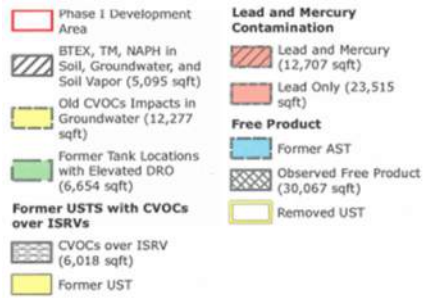 Phase I Development
Area
BTEX, TM, NAPH in
Soil, Groundwater, and
Soil Vapor (5,095 sqft)
Old CVOCs Impacts in
Groundwater (12,277
sqft)
Former Tank Locations
with Elevated DRO
(6,654 sqft)
Former USTS with CVOCs
over ISRVs
CVOCs over ISRV
(6,018 sqft)
Former UST
Lead and Mercury
Contamination
Lead and Mercury
(12,707 sqft)
Lead Only (23,515
sqft)
Free Product
Former AST
Observed Free Product
(30,067 sqft)
Removed UST